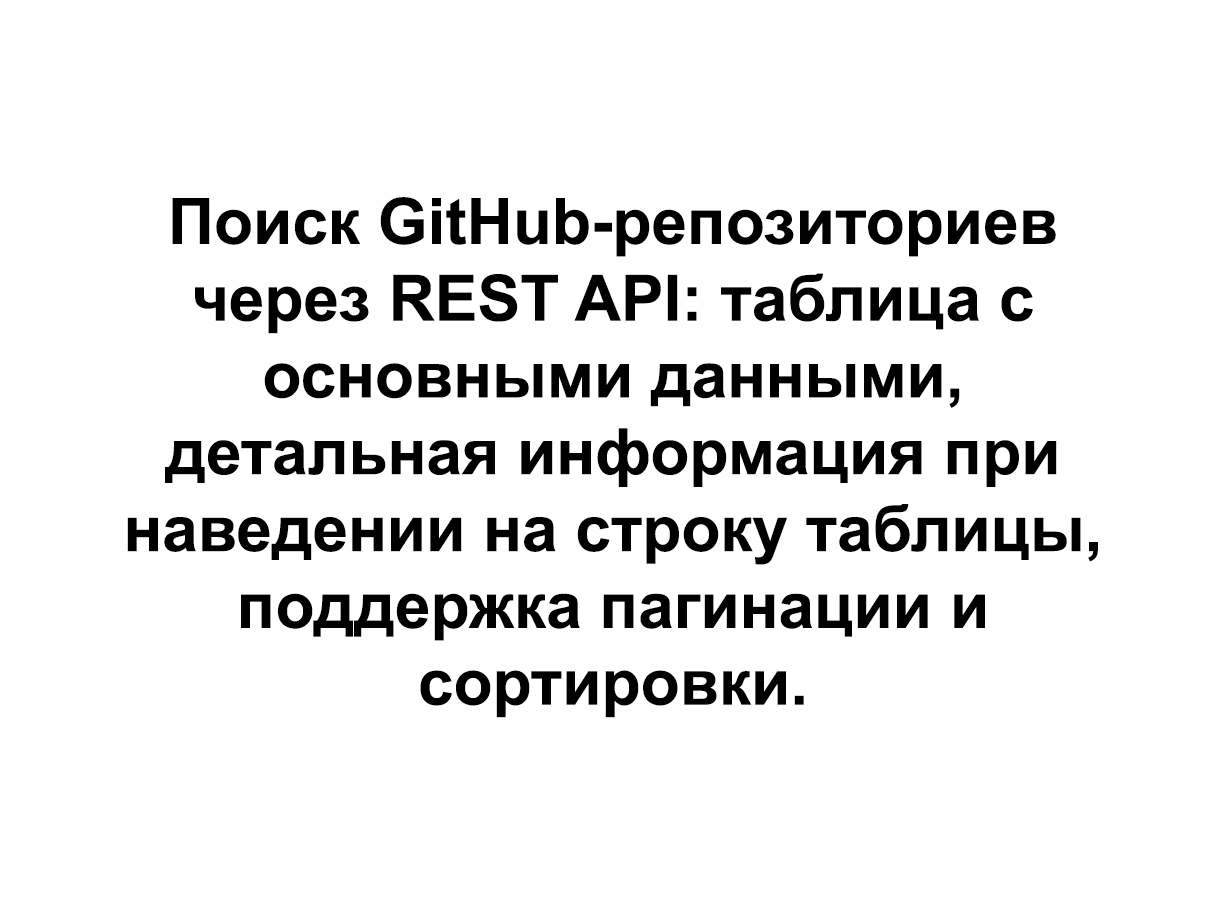 Поиск GitHub-репозиториев
через REST API: таблица с
основными данными,
детальная информация при
наведении на строку таблицы,
поддержка пагинации и
сортировки.